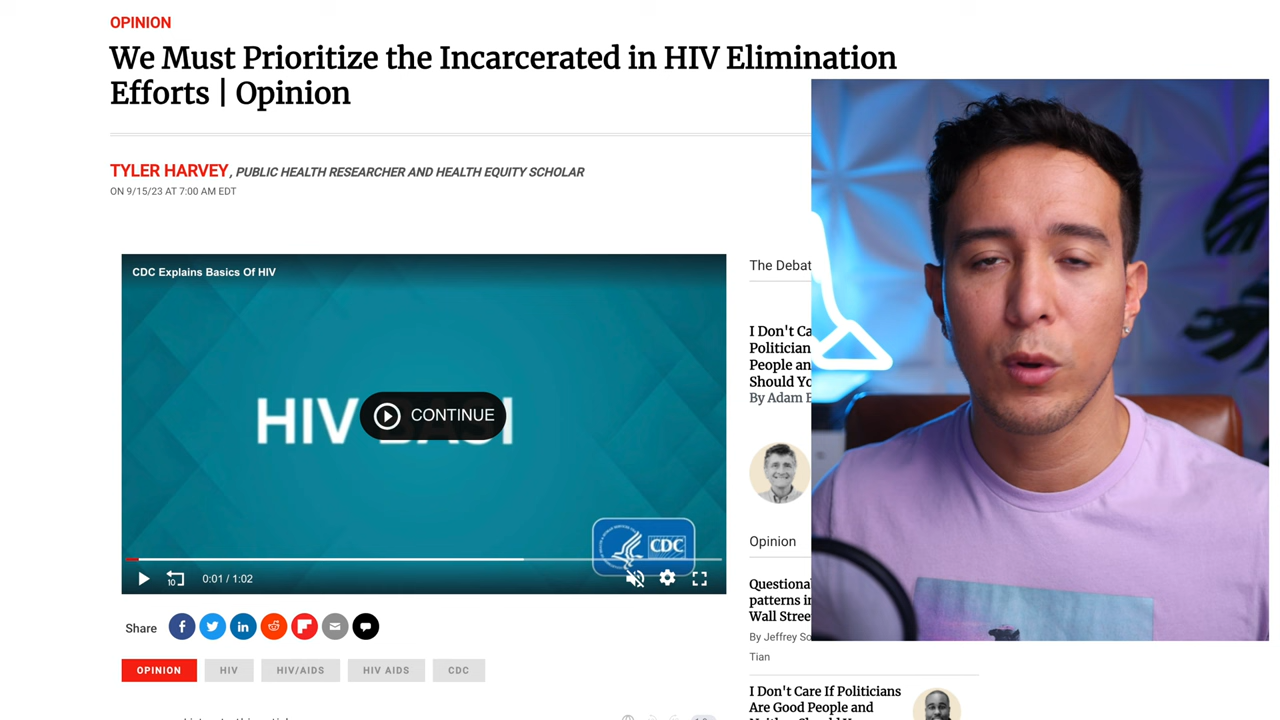 OPINION
We Must Prioritize the Incarcerated in HIV Elimination
Efforts | Opinion
TYLER HARVEY, PUBLIC HEALTH RESEARCHER AND HEALTH EQUITY SCHOLAR
ON 9/15/23 AT 7:00 AM EDT
CDC Explains Basics Of HIV
HIV
CONTINUE
CDC
10
0:01 / 1:02
Share
OPINION
HIV
HIV/AIDS
HIV AIDS
CDC
The Debat
I Don't Ca
Politician
People an
Should Yo
By Adam
Opinion
Questiona
patterns i
Wall Stree
By Jeffrey So
Tian
I Don't Care If Politicians
Are Good People and